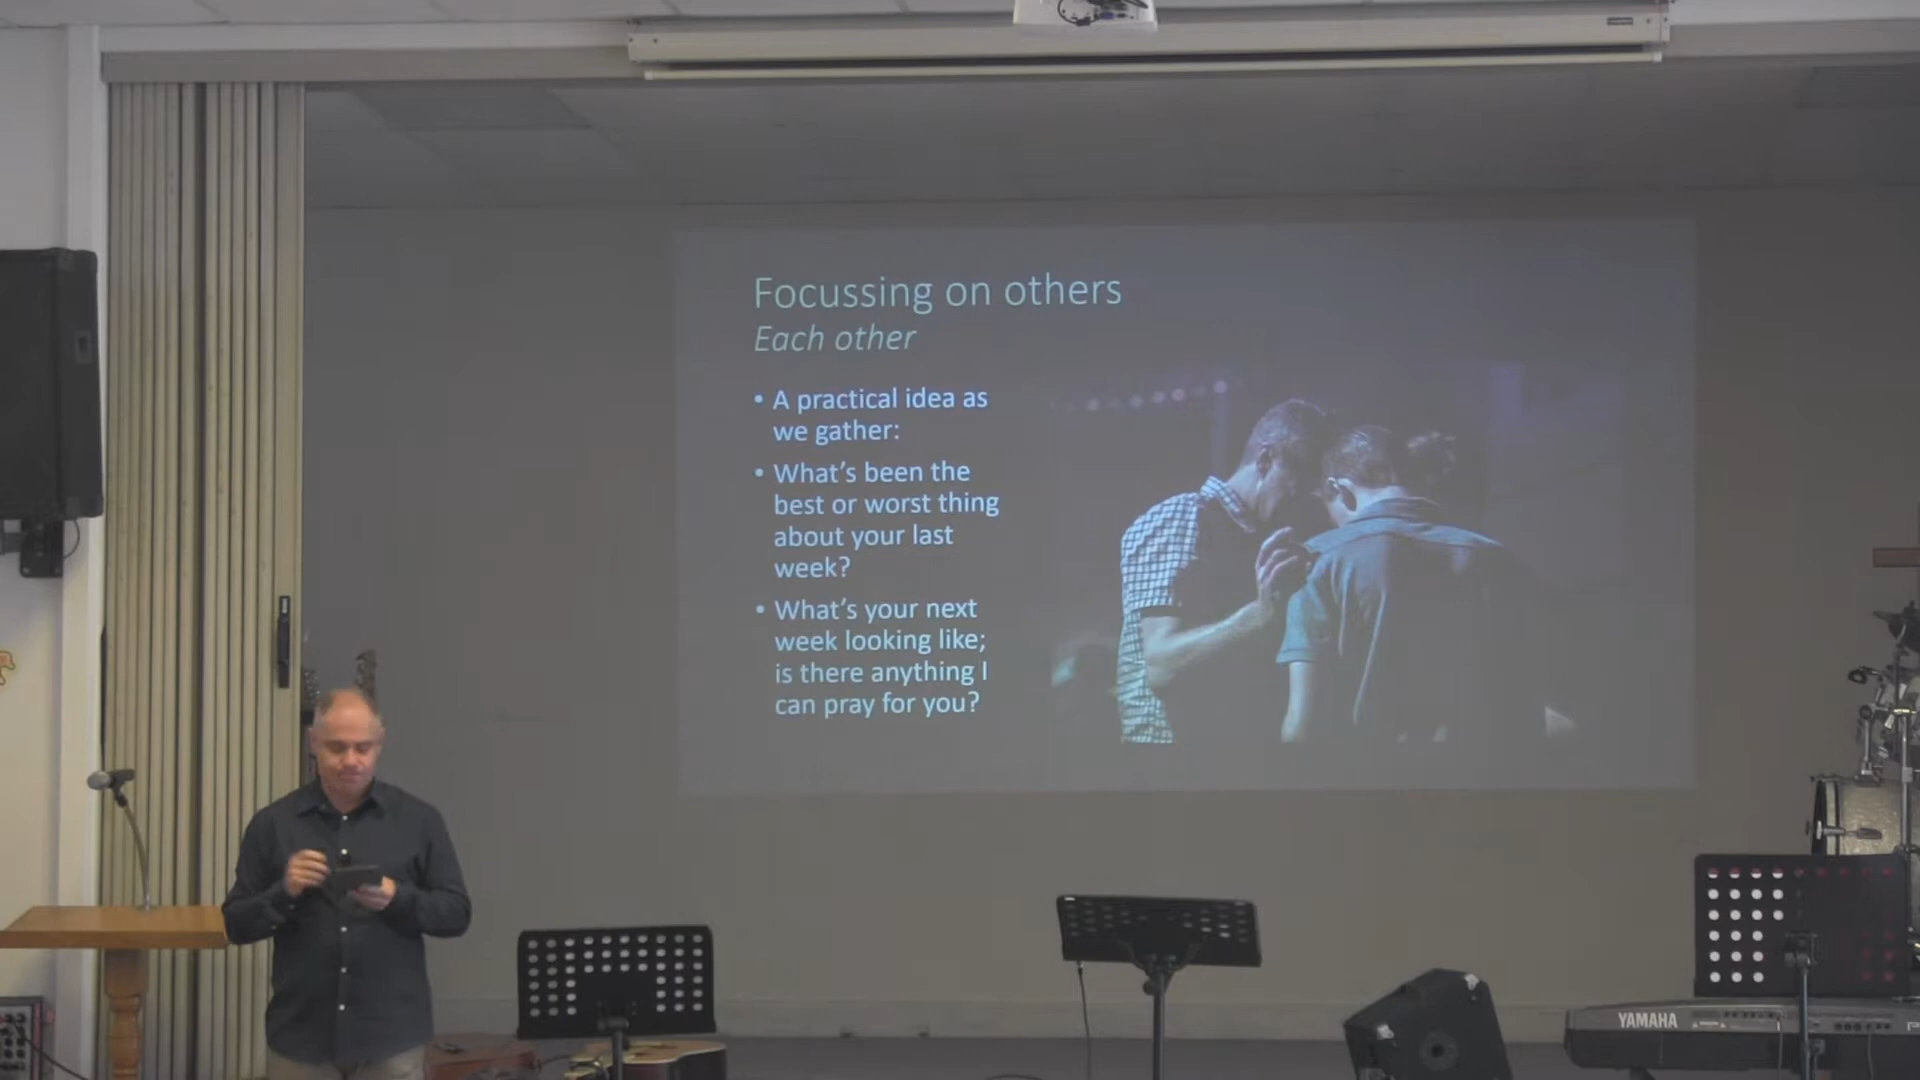 Focussing on others
Each other
• A practical idea as
we gather:
• What's been the
best or worst thing
about your last
week?
• What's your next
week looking like;
is there anything I
can pray for you?
YAMAHA